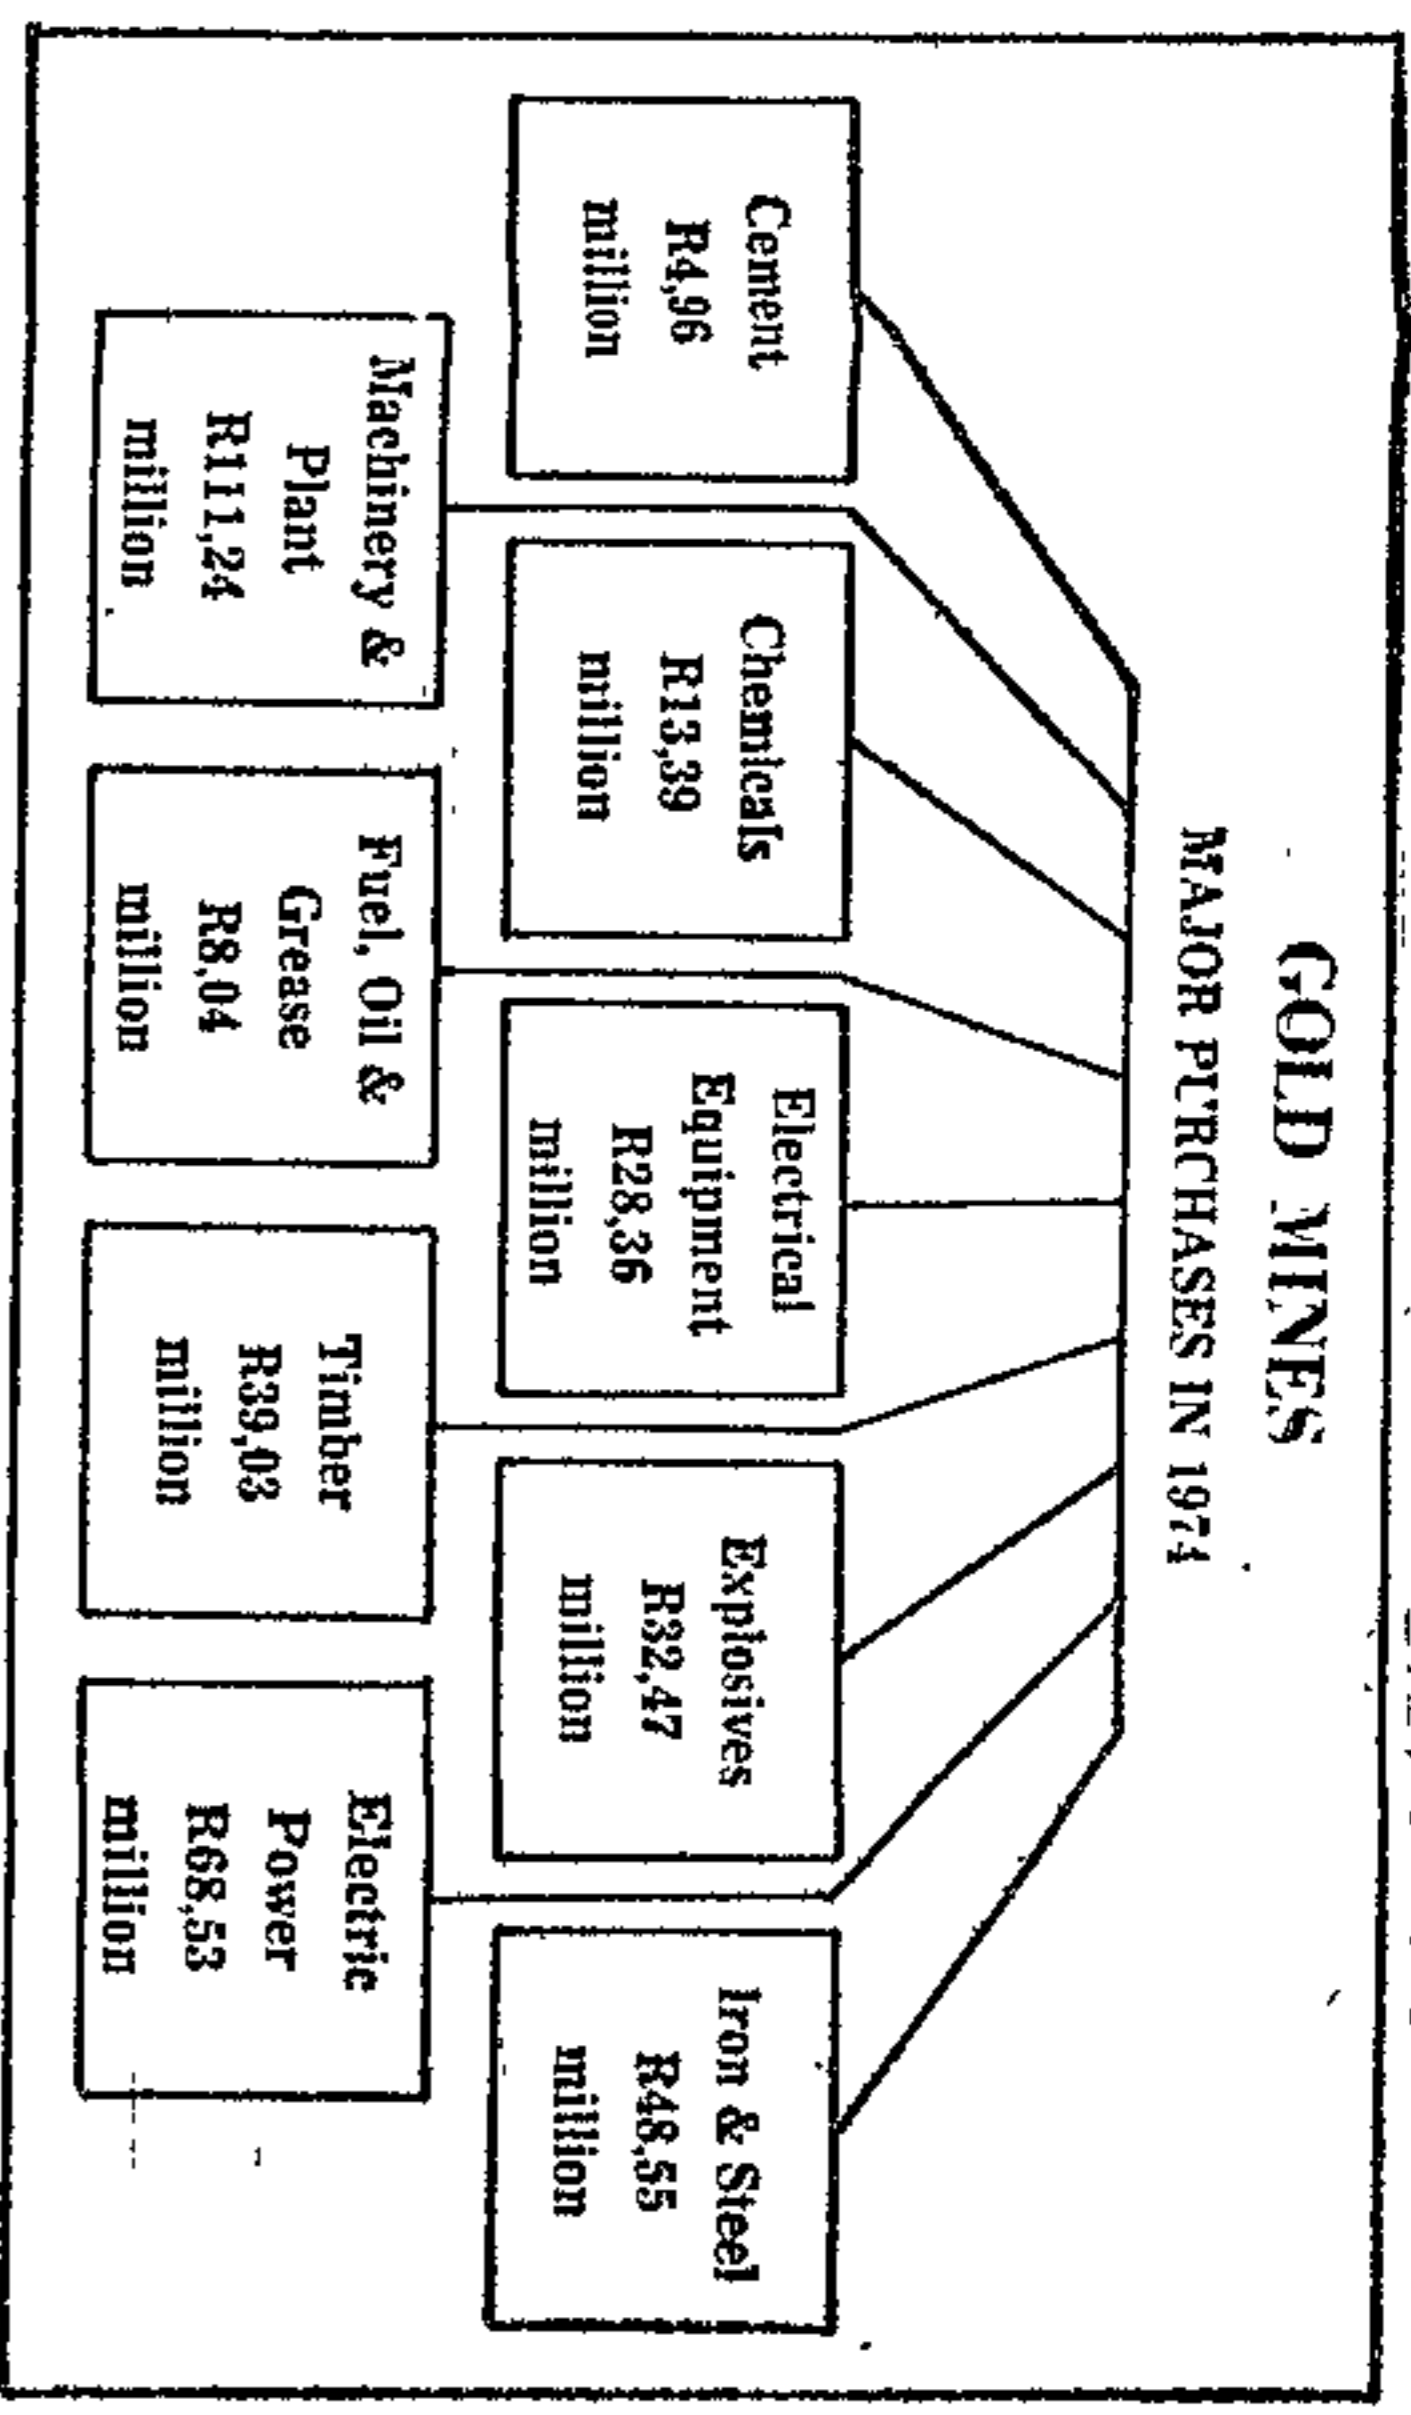 GOLD MINES
MAJOR PURCHASES IN 1974
Cement
R4,96
million
Chemicals
R13,39
million
Electrical
Equipment
R28,36
million
Explosives
R32,47
million
Iron & Steel
R48,55
million
Machinery &
Plant
R111,24
million
Fuel, Oil &
Grease
R8,04
million
Timber
R39,03
million
Electric
Power
R68,53
million